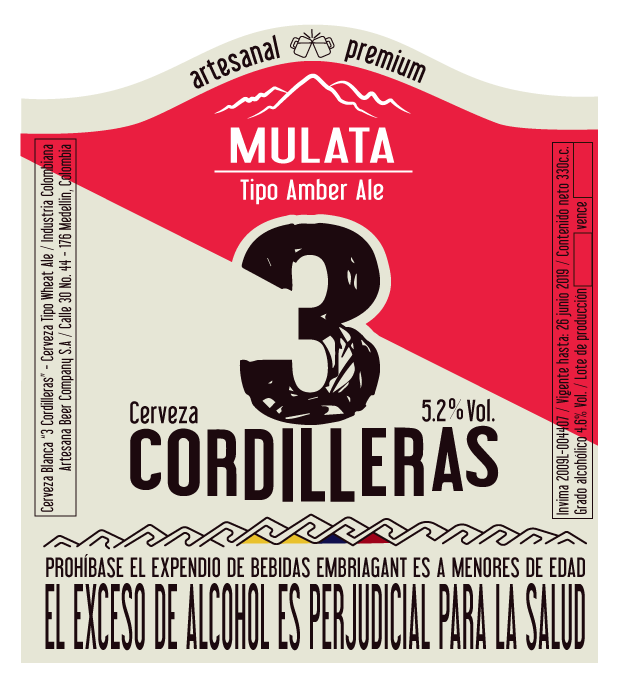 artesanal premium
MULATA
Tipo Amber Ale
3
Cerveza
5.2% Vol.
CORDILLERAS
PROHÍBASE EL EXPENDIO DE BEBIDAS EMBRIAGANT ES A MENORES DE EDAD
EL EXCESO DE ALCOHOL ES PERJUDICIAL PARA LA SALUD
Cerveza Blanca "3 Cordilleras" - Cerveza Tipo Wheat Ale / Industria Colombiana
Artesana Beer Company S.A / Calle 30 No. 44 - 176 Medellín, Colombia
Invima 2009L-004407 / Vigente hasta: 26 junio 2019 / Contenido neto 330c.c.
Grado alcohólico 4.6% Vol. / Lote de producción vence